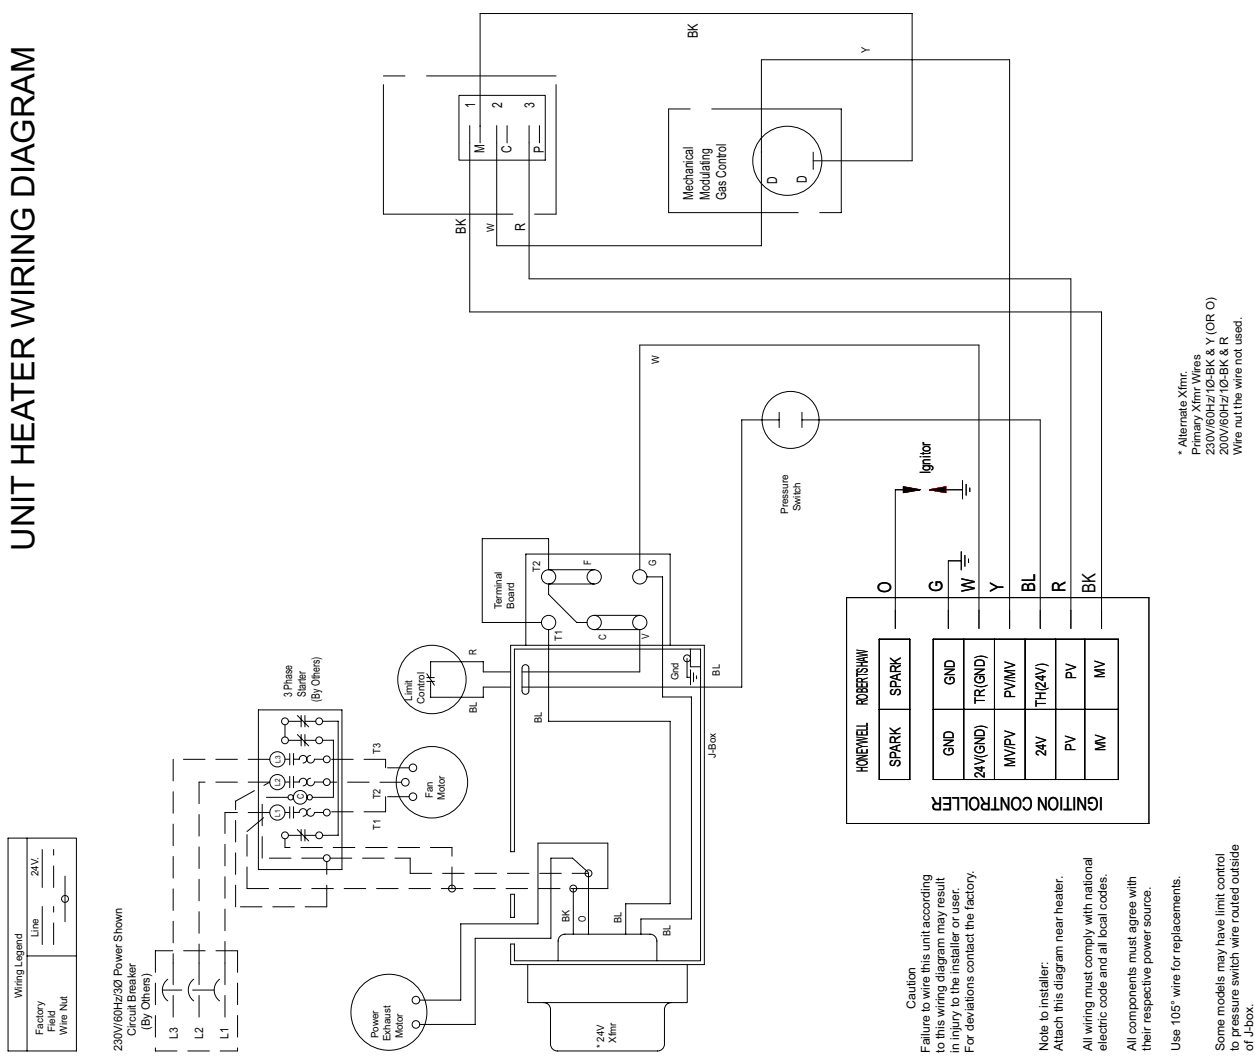 UNIT HEATER WIRING DIAGRAM
Wiring Legend
Line 24V.
Factory
Field
Wire Nut
230V/60Hz/3Ø Power Shown
Circuit Breaker
(By Others)
L3
L2
L1
3 Phase
Starter
(By Others)
L1
L2
L3
C
T1
T2
T3
Fan
Motor
Power
Exhaust
Motor
* 24V
Xfmr
BK
O
BL
BL
BL
J-Box
Gnd
Limit
Control
R
BL
BL
Terminal
Board
T2
F
G
T1
C
V
W
Pressure
Switch
BK
W
R
M
C
P
1
2
3
BK
Y
Mechanical
Modulating
Gas Control
D
D
Ignitor
O
G
W
Y
BL
R
BK
IGNITION CONTROLLER
HONEYWELL ROBERTSHAW
SPARK SPARK
GND GND
24V(GND) TR(GND)
MV/PV PV/MV
24V TH(24V)
PV PV
MV MV
* Alternate Xfmr.
Primary Xfmr Wires
230V/60Hz/1Ø-BK & Y (OR O)
200V/60Hz/1Ø-BK & R
Wire nut the wire not used.
Caution
Failure to wire this unit according
to this wiring diagram may result
in injury to the installer or user.
For deviations contact the factory.
Note to installer:
Attach this diagram near heater.
All wiring must comply with national
electric code and all local codes.
All components must agree with
their respective power source.
Use 105° wire for replacements.
Some models may have limit control
to pressure switch wire routed outside
of J-box.